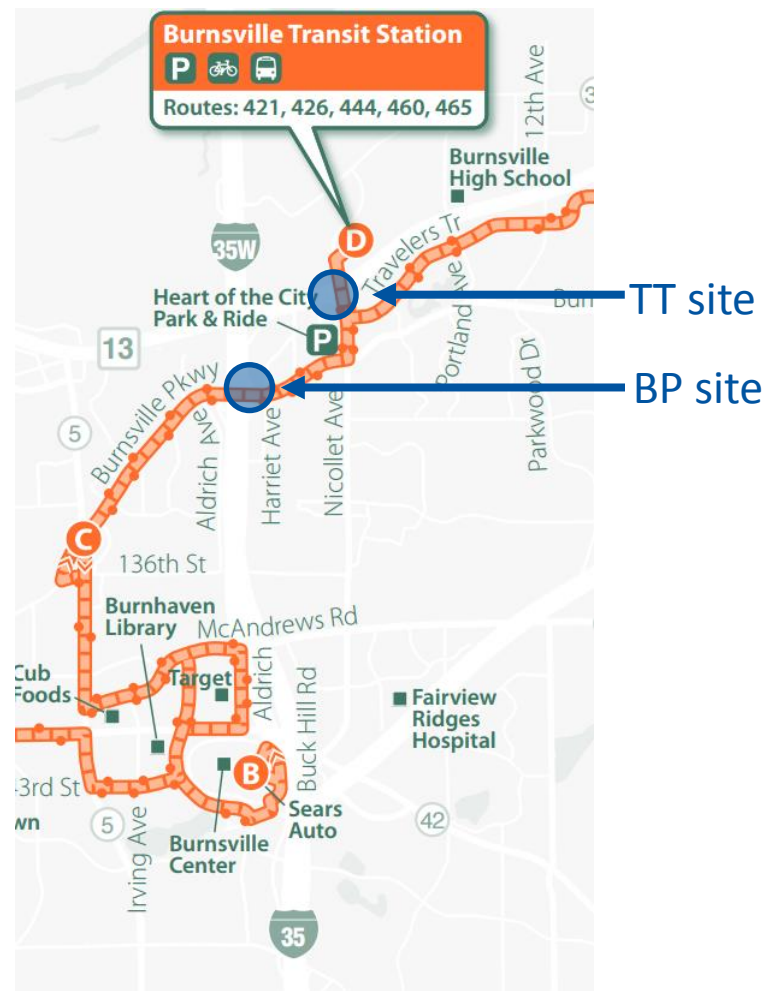 Burnsville Transit Station
P
Routes: 421, 426, 444, 460, 465
12th Ave
Burnsville
High School
D
Travelers Tr
35W
Heart of the City
Park & Ride
P
TT site
Portland Ave
13
BP site
Burnsville Pkwy
Parkwood Dr
5
Aldrich Ave
Harriet Ave
Nicollet Ave
C
136th St
Burnhaven
Library
McAndrews Rd
Cub
Foods
Target
Aldrich
Buck Hill Rd
Fairview
Ridges
Hospital
B
3rd St
Sears
Auto
wn
5
Irving Ave
Burnsville
Center
42
35